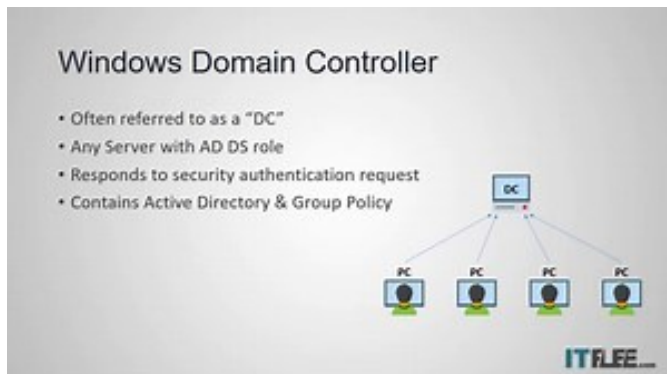 Windows Domain Controller
• Often referred to as a “DC”
• Any Server with AD DS role
• Responds to security authentication request
• Contains Active Directory & Group Policy
DC
PC PC PC PC
ITFLEE.com